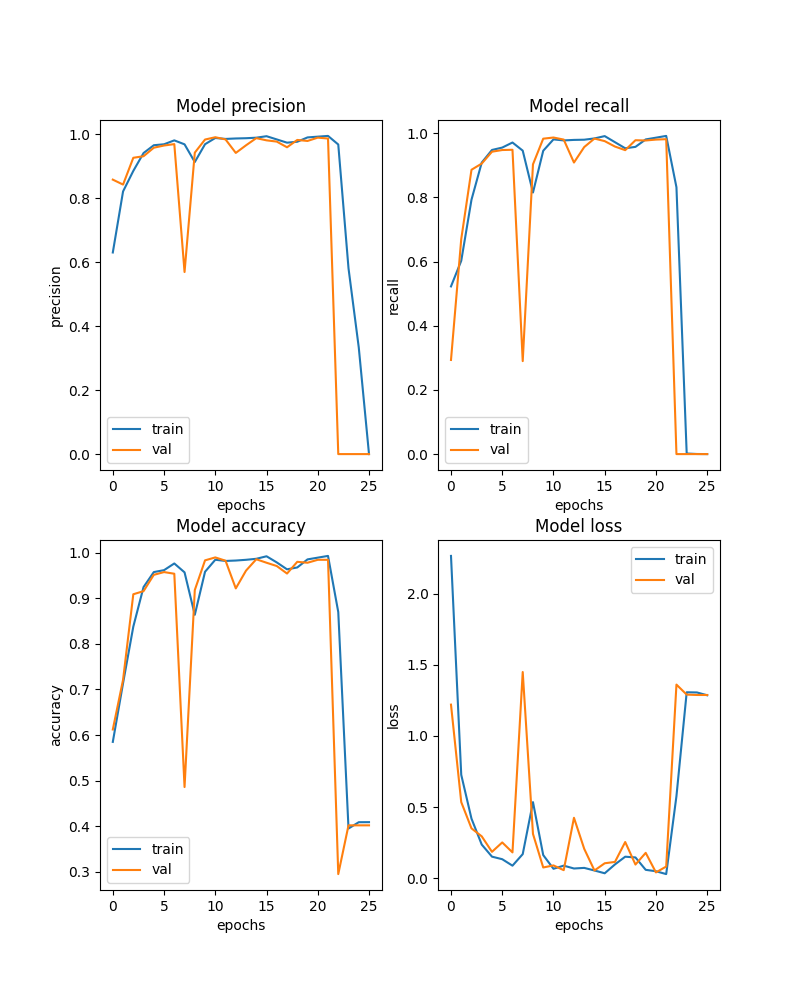 Model precision
1.0
0.8
0.6
0.4
0.2
0.0
precision
train
val
0 5 10 15 20 25
epochs
Model recall
1.0
0.8
0.6
0.4
0.2
0.0
recall
train
val
0 5 10 15 20 25
epochs
Model accuracy
1.0
0.9
0.8
0.7
0.6
0.5
0.4
0.3
accuracy
train
val
0 5 10 15 20 25
epochs
Model loss
2.0
1.5
1.0
0.5
0.0
loss
train
val
0 5 10 15 20 25
epochs